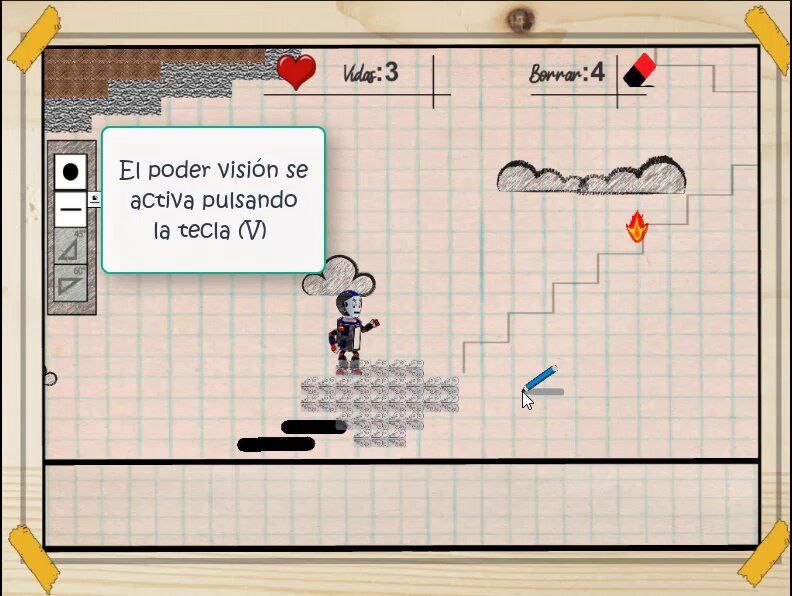 Vidas:3
Borrar:4
El poder visión se
activa pulsando
la tecla (V)
45°
60°